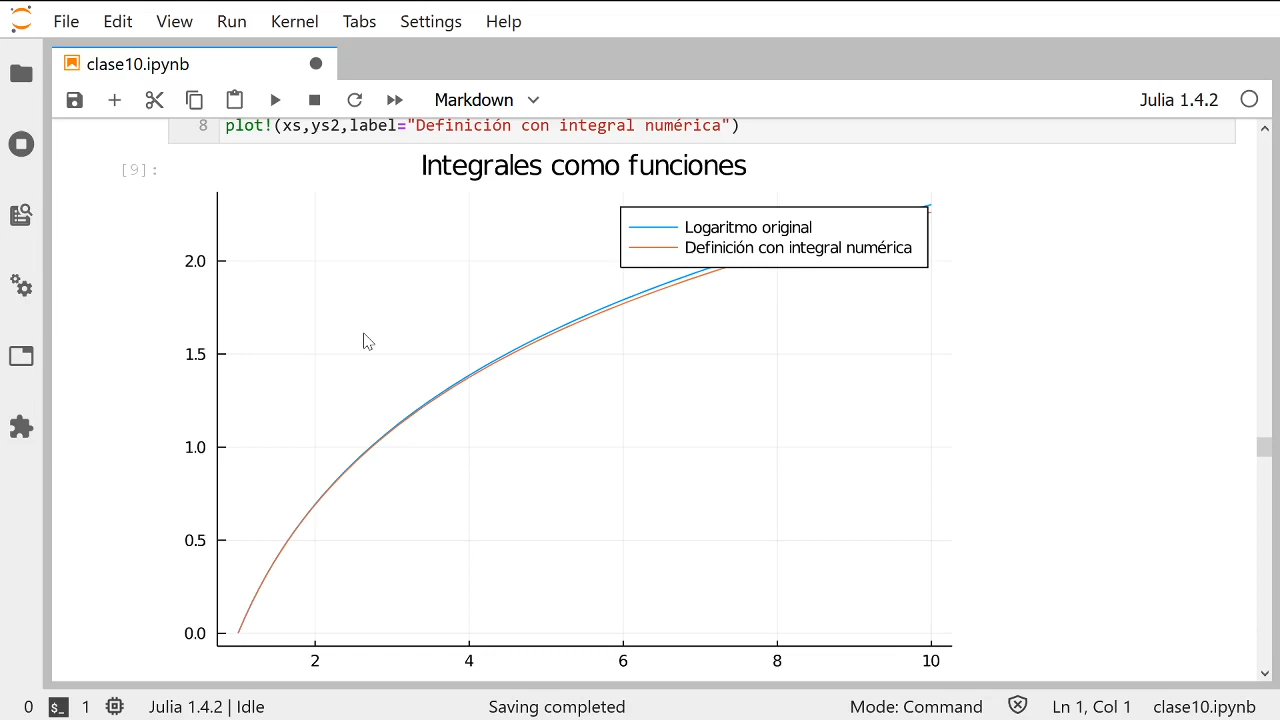 File Edit View Run Kernel Tabs Settings Help
clase10.ipynb
Markdown
Julia 1.4.2
8 plot!(xs,ys2,label="Definición con integral numérica")
[9]:
Integrales como funciones
Logaritmo original
Definición con integral numérica
2.0
1.5
1.0
0.5
0.0
2 4 6 8 10
0 $_ 1 Julia 1.4.2 | Idle Saving completed Mode: Command Ln 1, Col 1 clase10.ipynb